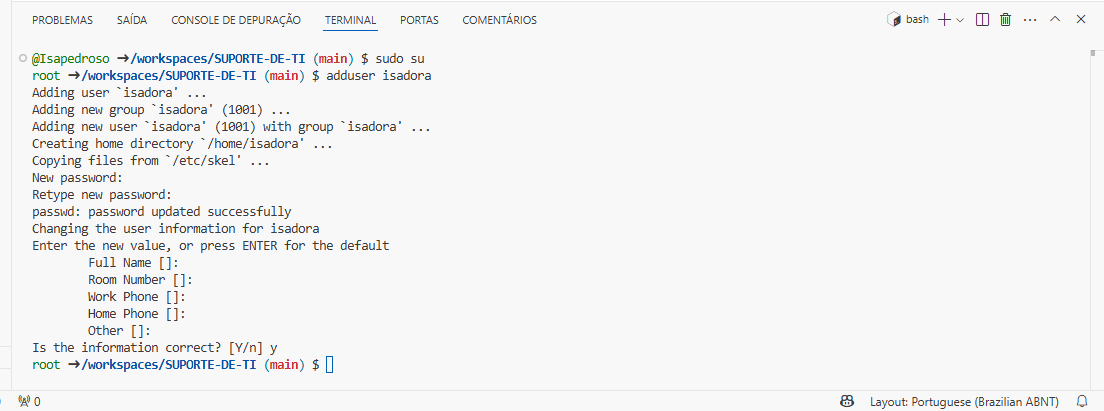 PROBLEMAS SAÍDA CONSOLE DE DEPURAÇÃO TERMINAL PORTAS COMENTÁRIOS bash
@Isapedroso ➜/workspaces/SUPORTE-DE-TI (main) $ sudo su
root ➜/workspaces/SUPORTE-DE-TI (main) $ adduser isadora
Adding user `isadora' ...
Adding new group `isadora' (1001) ...
Adding new user `isadora' (1001) with group `isadora' ...
Creating home directory `/home/isadora' ...
Copying files from `/etc/skel' ...
New password:
Retype new password:
passwd: password updated successfully
Changing the user information for isadora
Enter the new value, or press ENTER for the default
Full Name []:
Room Number []:
Work Phone []:
Home Phone []:
Other []:
Is the information correct? [Y/n] y
root ➜/workspaces/SUPORTE-DE-TI (main) $
0 Layout: Portuguese (Brazilian ABNT)